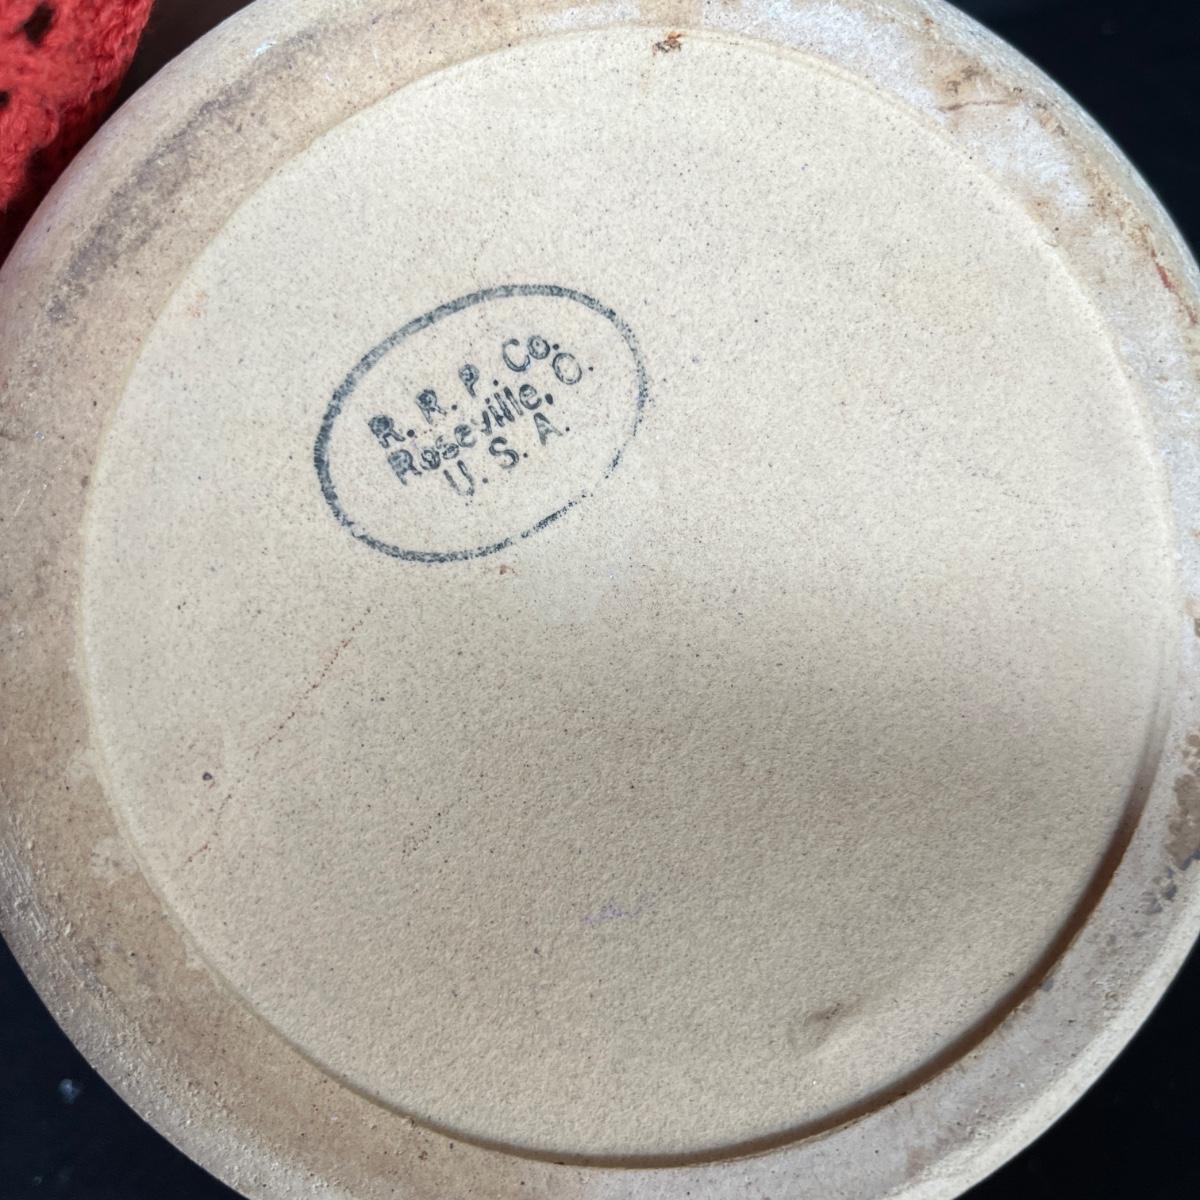 R. R. P. Co.
Roseville, O.
U. S. A.